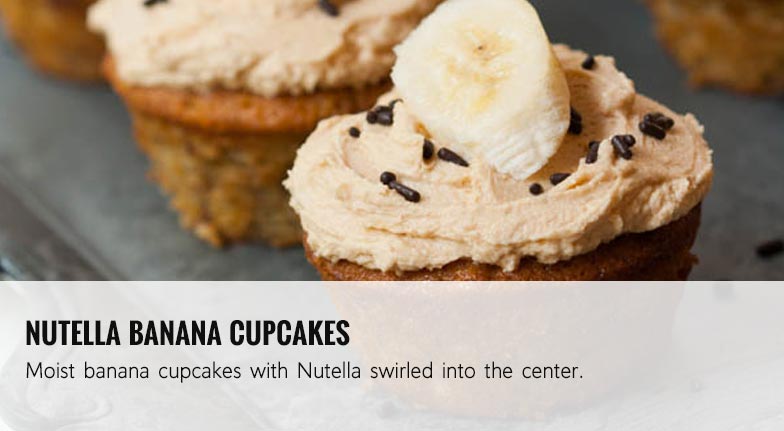 NUTELLA BANANA CUPCAKES
Moist banana cupcakes with Nutella swirled into the center.